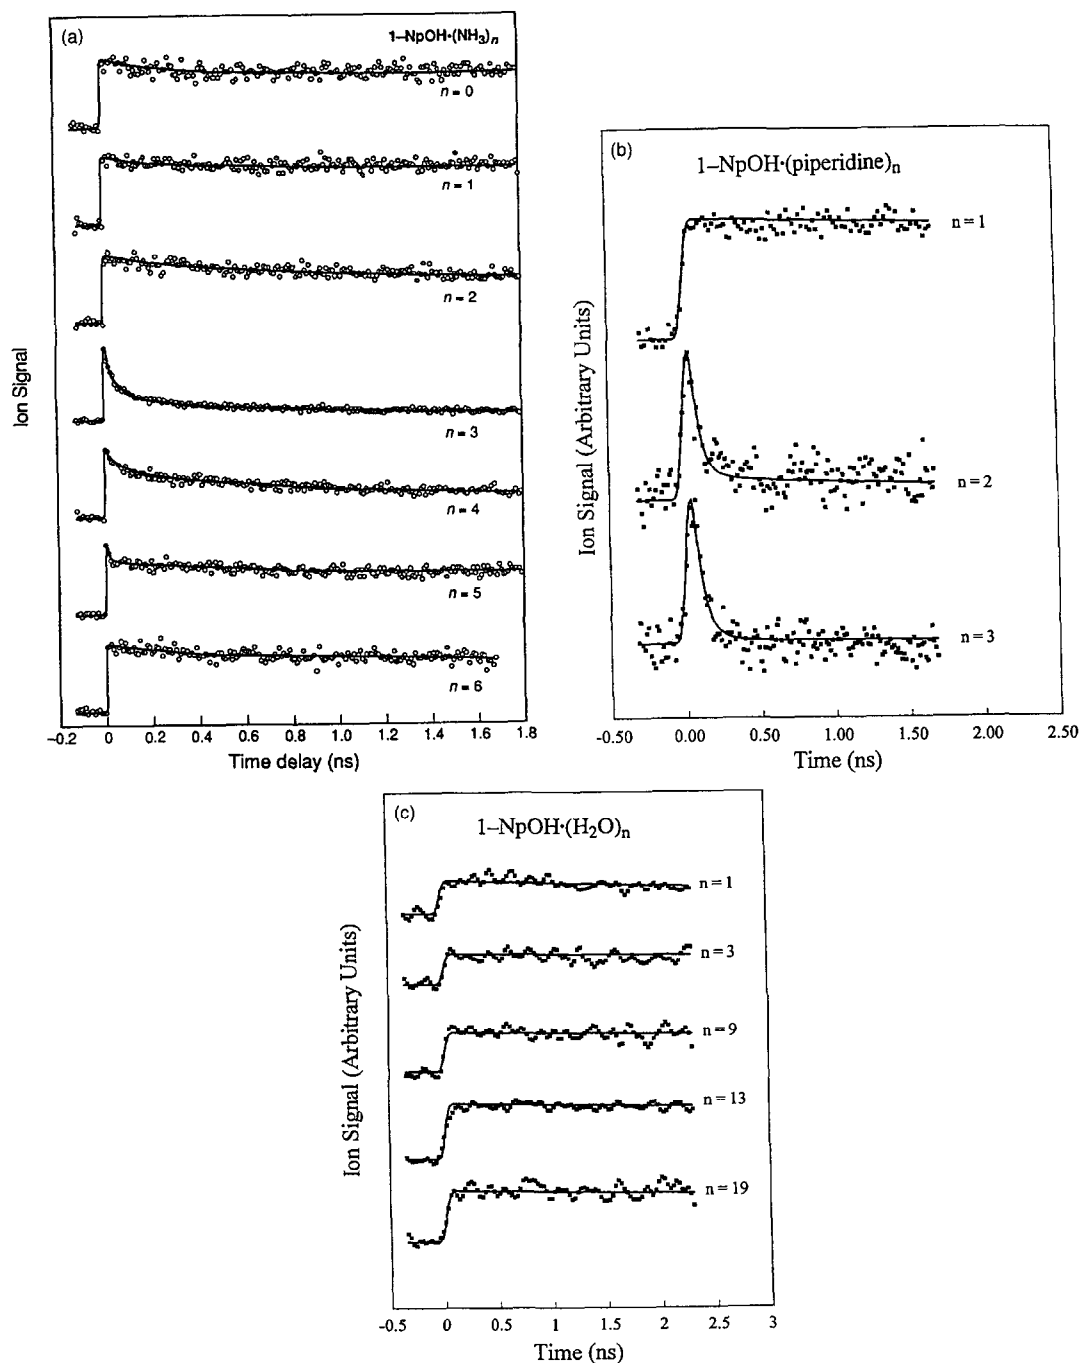 (a)
1–NpOH·(NH₃)ₙ
n = 0
n = 1
n = 2
n = 3
n = 4
n = 5
n = 6
Ion Signal
–0.2 0 0.2 0.4 0.6 0.8 1.0 1.2 1.4 1.6 1.8
Time delay (ns)
(b)
1–NpOH·(piperidine)ₙ
n = 1
n = 2
n = 3
Ion Signal (Arbitrary Units)
-0.50 0.00 0.50 1.00 1.50 2.00 2.50
Time (ns)
(c)
1–NpOH·(H₂O)ₙ
n = 1
n = 3
n = 9
n = 13
n = 19
Ion Signal (Arbitrary Units)
-0.5 0 0.5 1 1.5 2 2.5 3
Time (ns)